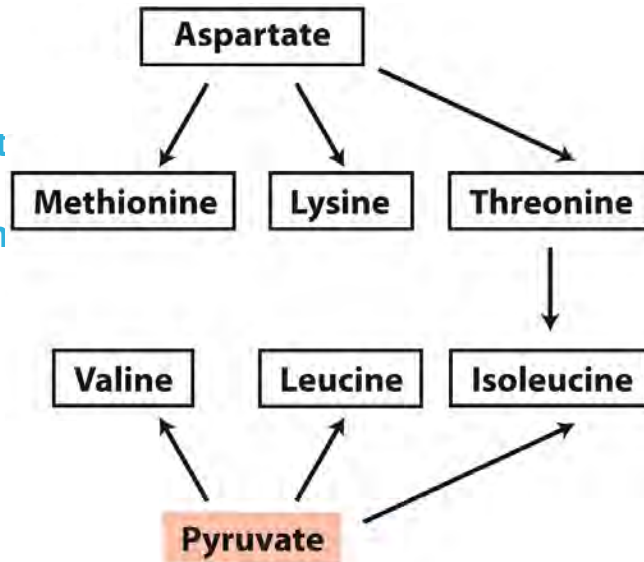 Aspartate
t
Methionine Lysine Threonine
n
Valine Leucine Isoleucine
Pyruvate